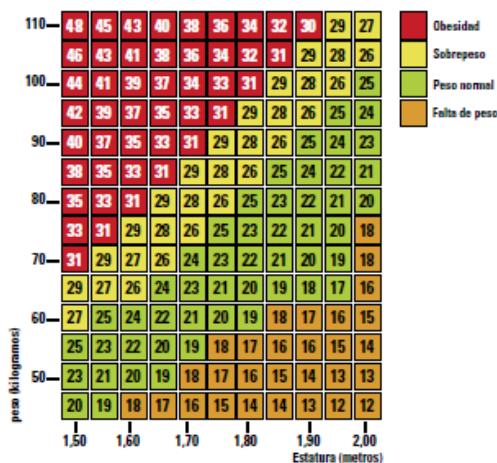 110 48 45 43 40 38 36 34 32 30 29 27 Obesidad
46 43 41 38 36 34 32 31 29 28 26 Sobrepeso
100 44 41 39 37 34 33 31 29 28 26 25 Peso normal
42 39 37 35 33 31 29 28 26 25 24 Falta de peso
90 40 37 35 33 31 29 28 26 25 24 23
38 35 33 31 29 28 26 25 24 22 21
80 35 33 31 29 28 26 25 23 22 21 20
33 31 29 28 26 25 23 22 21 20 18
70 31 29 27 26 24 23 22 21 20 19 18
29 27 26 24 23 21 20 19 18 17 16
60 27 25 24 22 21 20 19 18 17 16 15
25 23 22 20 19 18 17 16 16 15 14
50 23 21 20 19 18 17 16 15 14 13 13
20 19 18 17 16 15 14 14 13 12 12
peso (kilogramos)
1,50 1,60 1,70 1,80 1,90 2,00
Estatura (metros)